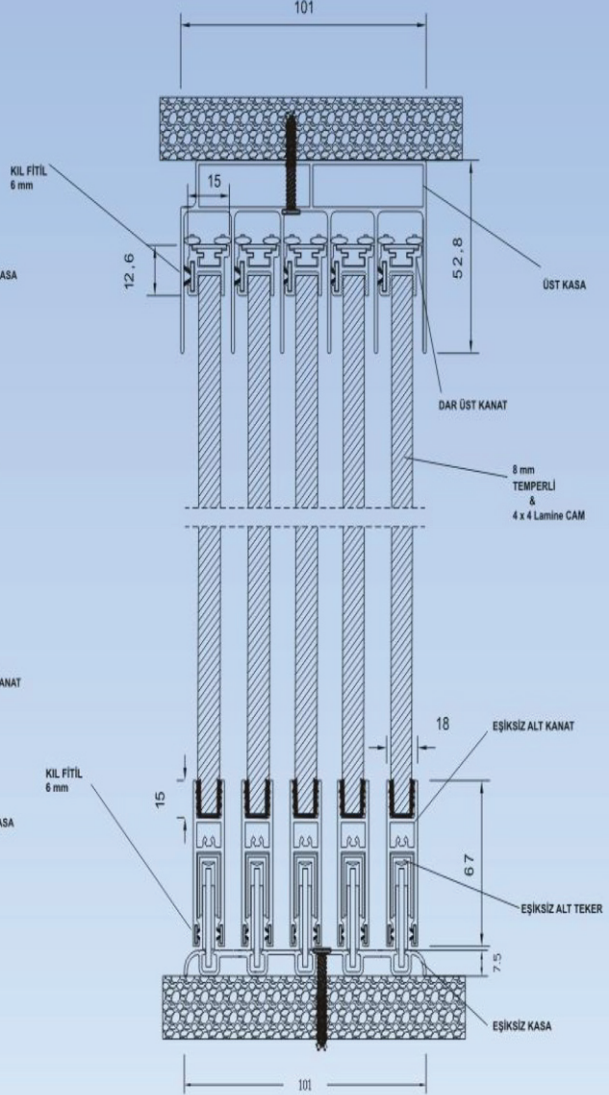 101
KIL FİTİL
6 mm
15
12,6
52,8
ASA
ÜST KASA
DAR ÜST KANAT
8 mm
TEMPERLİ
&
4 x 4 Lamine CAM
ANAT
18
EŞİKSİZ ALT KANAT
KIL FİTİL
6 mm
15
ASA
67
EŞİKSİZ ALT TEKER
7.5
EŞİKSİZ KASA
101